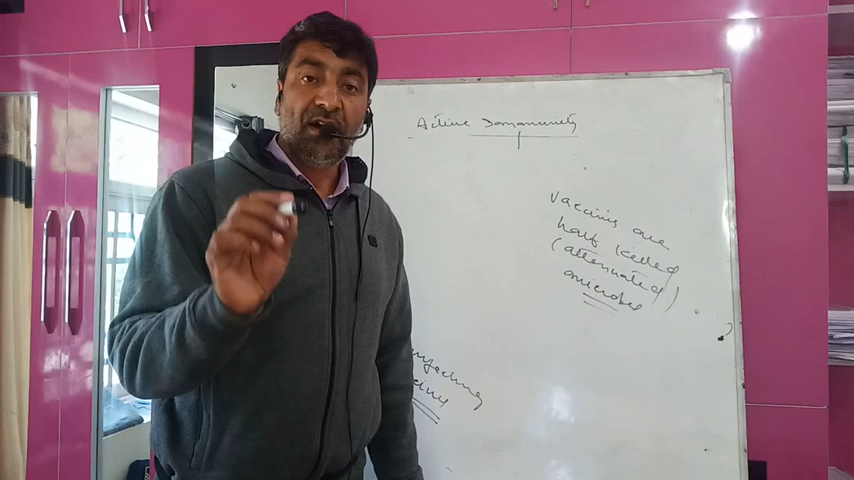 Active Immunity
Vaccines are
half killed
(attenuated)
microbes